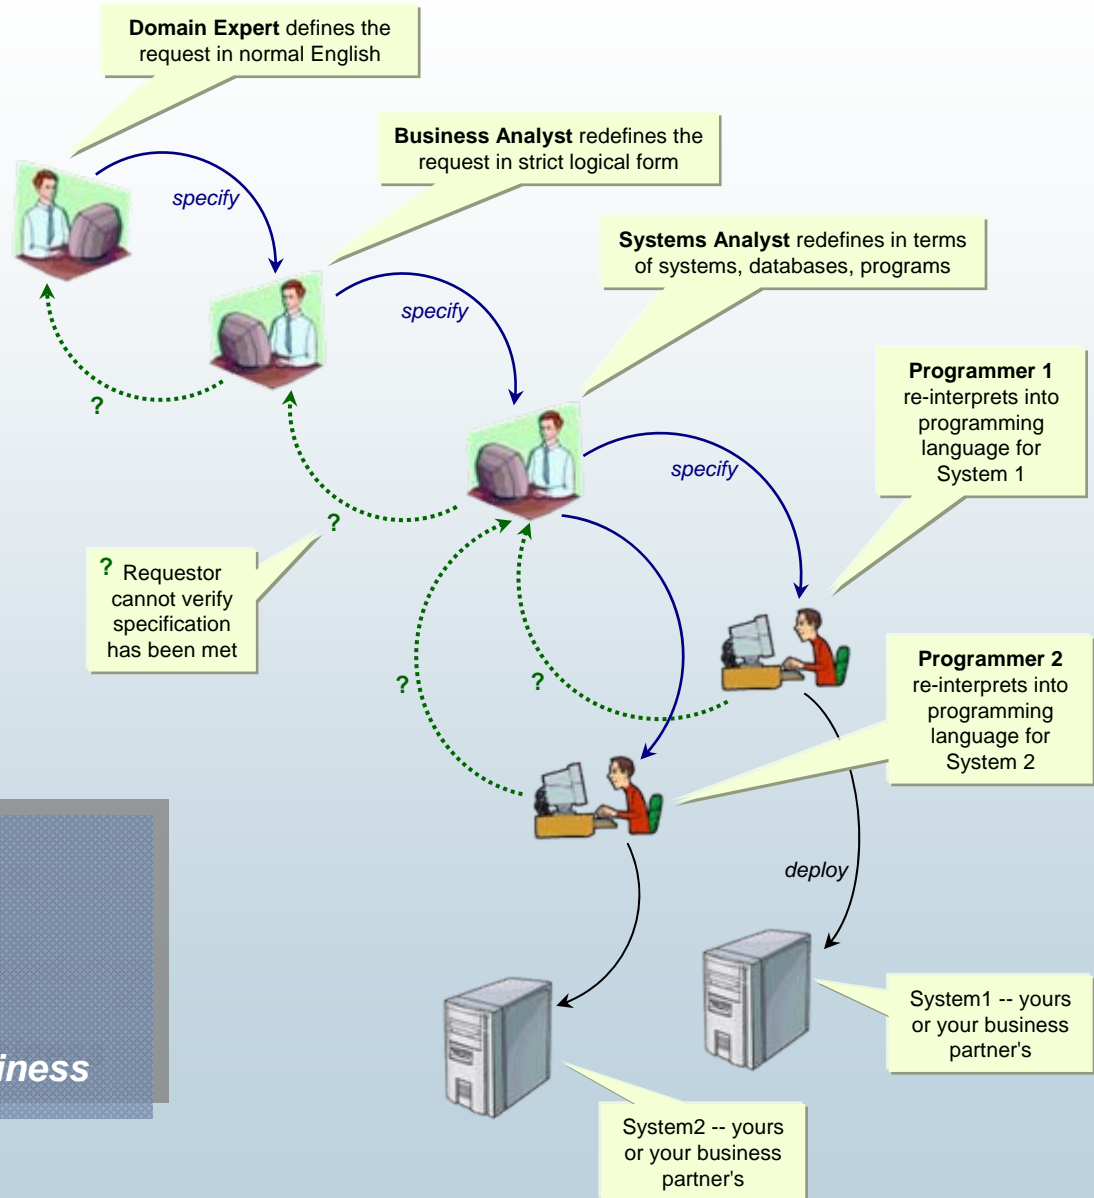 Domain Expert defines the
request in normal English
Business Analyst redefines the
request in strict logical form
specify
Systems Analyst redefines in terms
of systems, databases, programs
specify
Programmer 1
re-interprets into
programming
language for
System 1
?
specify
?
? Requestor
cannot verify
specification
has been met
Programmer 2
re-interprets into
programming
language for
System 2
?
?
deploy
System1 -- yours
or your business
partner's
iness
System2 -- yours
or your business
partner's